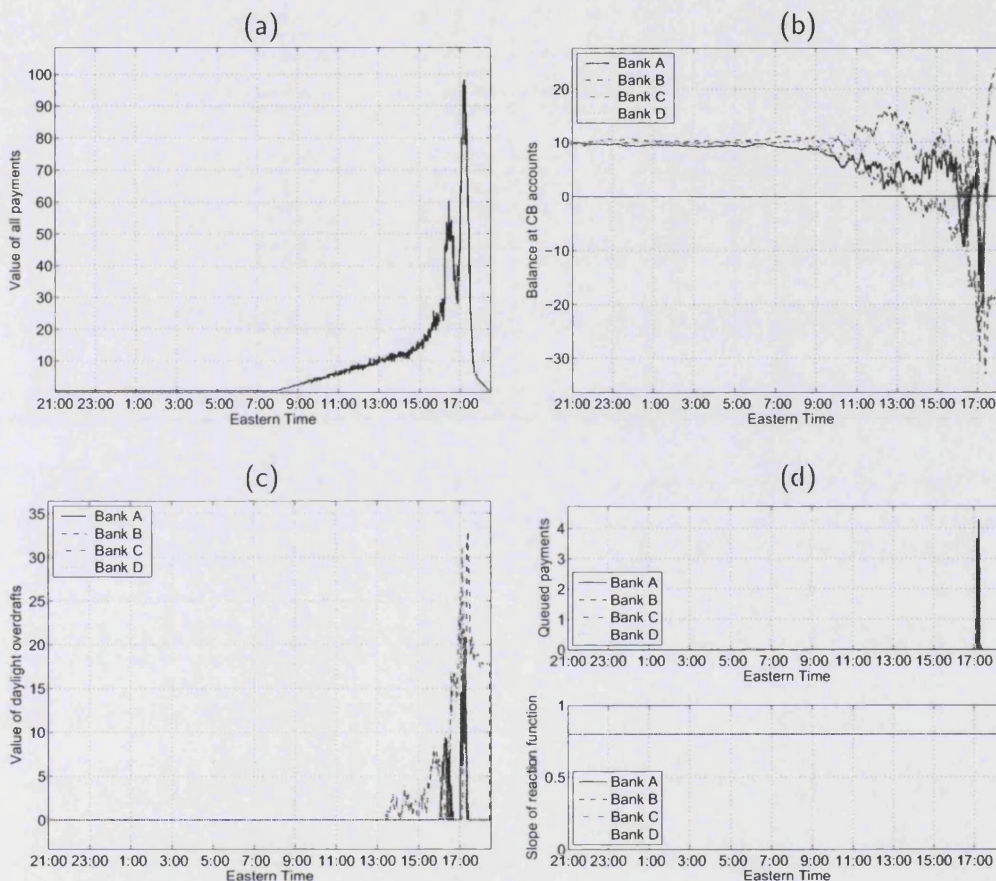 (a)
Value of all payments
100
90
80
70
60
50
40
30
20
10
21:00 23:00 1:00 3:00 5:00 7:00 9:00 11:00 13:00 15:00 17:00
Eastern Time
(b)
Balance at CB accounts
Bank A
Bank B
Bank C
Bank D
20
10
0
−10
−20
−30
21:00 23:00 1:00 3:00 5:00 7:00 9:00 11:00 13:00 15:00 17:00
Eastern Time
(c)
Value of daylight overdrafts
Bank A
Bank B
Bank C
Bank D
35
30
25
20
15
10
5
0
21:00 23:00 1:00 3:00 5:00 7:00 9:00 11:00 13:00 15:00 17:00
Eastern Time
(d)
Queued payments
4
3
2
1
0
Bank A
Bank B
Bank C
Bank D
21:00 23:00 1:00 3:00 5:00 7:00 9:00 11:00 13:00 15:00 17:00
Eastern Time
Slope of reaction function
1
0.5
0
Bank A
Bank B
Bank C
Bank D
21:00 23:00 1:00 3:00 5:00 7:00 9:00 11:00 13:00 15:00 17:00
Eastern Time